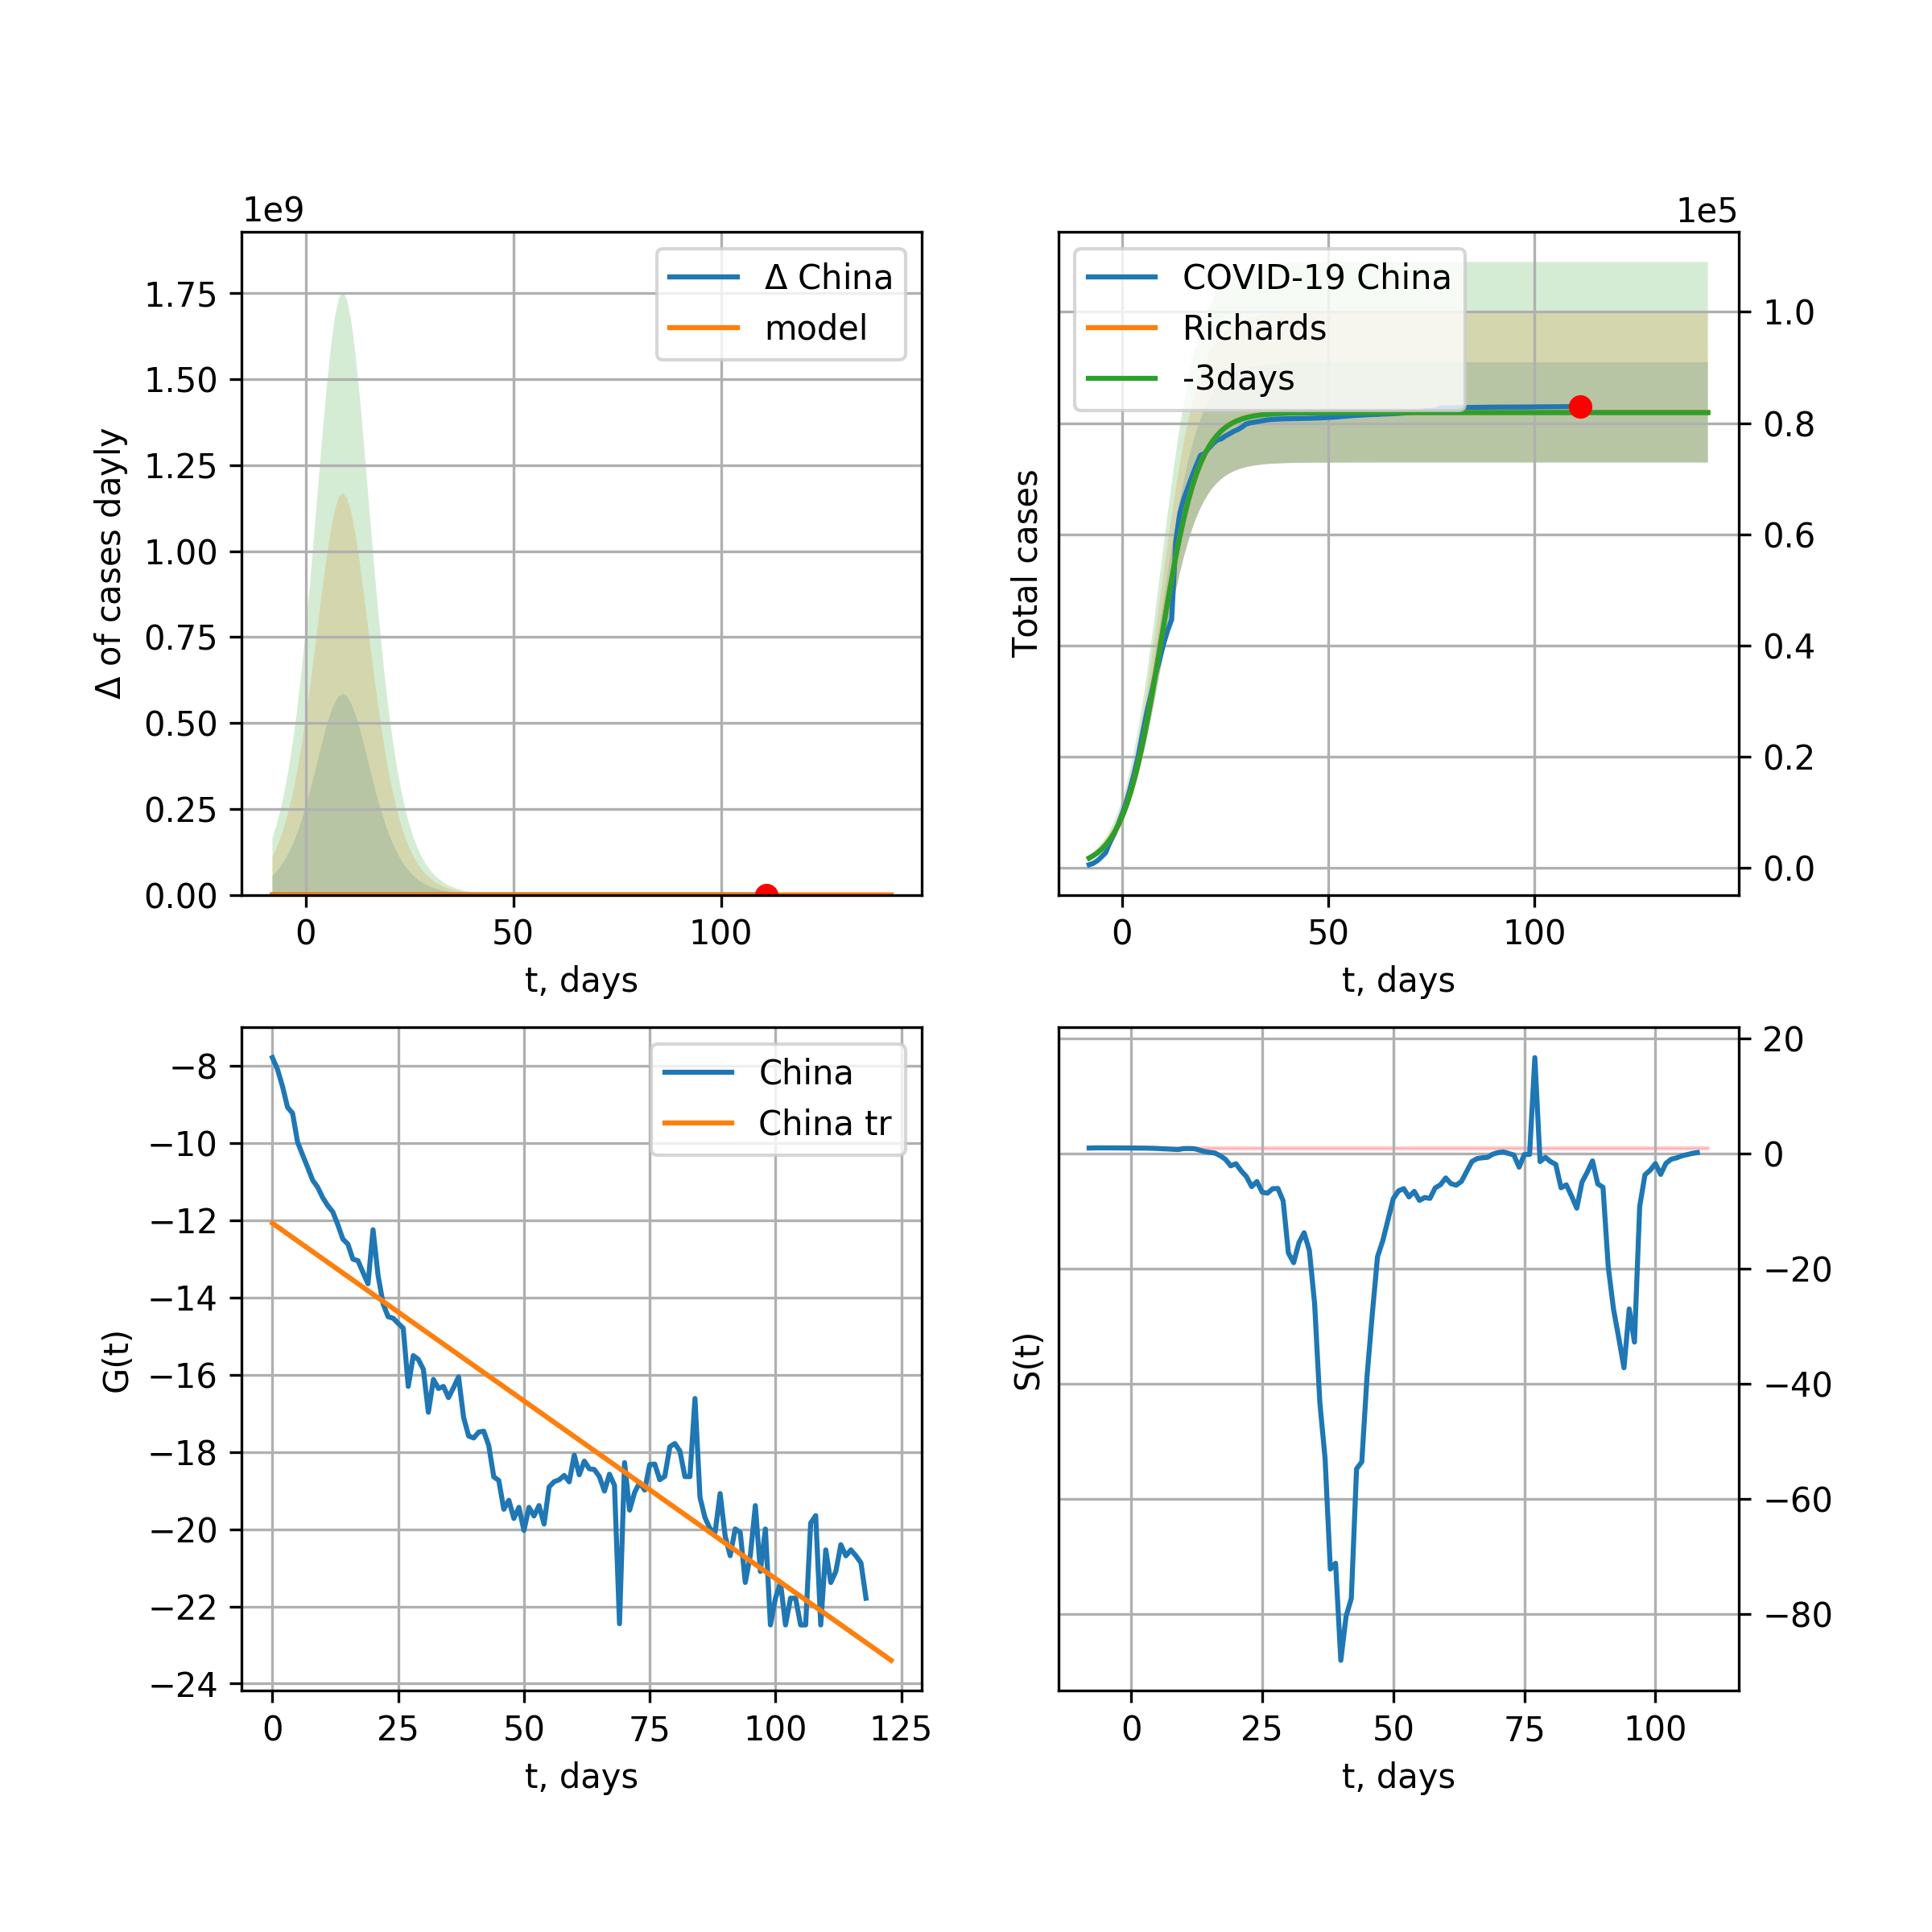 1e9
Δ China
model
1.75
1.50
1.25
1.00
0.75
0.50
0.25
0.00
Δ of cases dayly
0 50 100
t, days
1e5
COVID-19 China
Richards
-3days
1.0
0.8
0.6
0.4
0.2
0.0
Total cases
0 50 100
t, days
China
China tr
−8
−10
−12
−14
−16
−18
−20
−22
−24
G(t)
0 25 50 75 100 125
t, days
20
0
−20
−40
−60
−80
S(t)
0 25 50 75 100
t, days